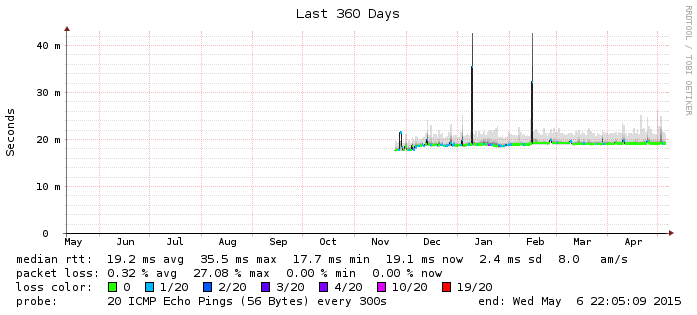 Last 360 Days
RRDTOOL / TOBI OETIKER
Seconds
40 m
30 m
20 m
10 m
0
May Jun Jul Aug Sep Oct Nov Dec Jan Feb Mar Apr
median rtt: 19.2 ms avg 35.5 ms max 17.7 ms min 19.1 ms now 2.4 ms sd 8.0 am/s
packet loss: 0.32 % avg 27.08 % max 0.00 % min 0.00 % now
loss color: 0 1/20 2/20 3/20 4/20 10/20 19/20
probe: 20 ICMP Echo Pings (56 Bytes) every 300s end: Wed May 6 22:05:09 2015